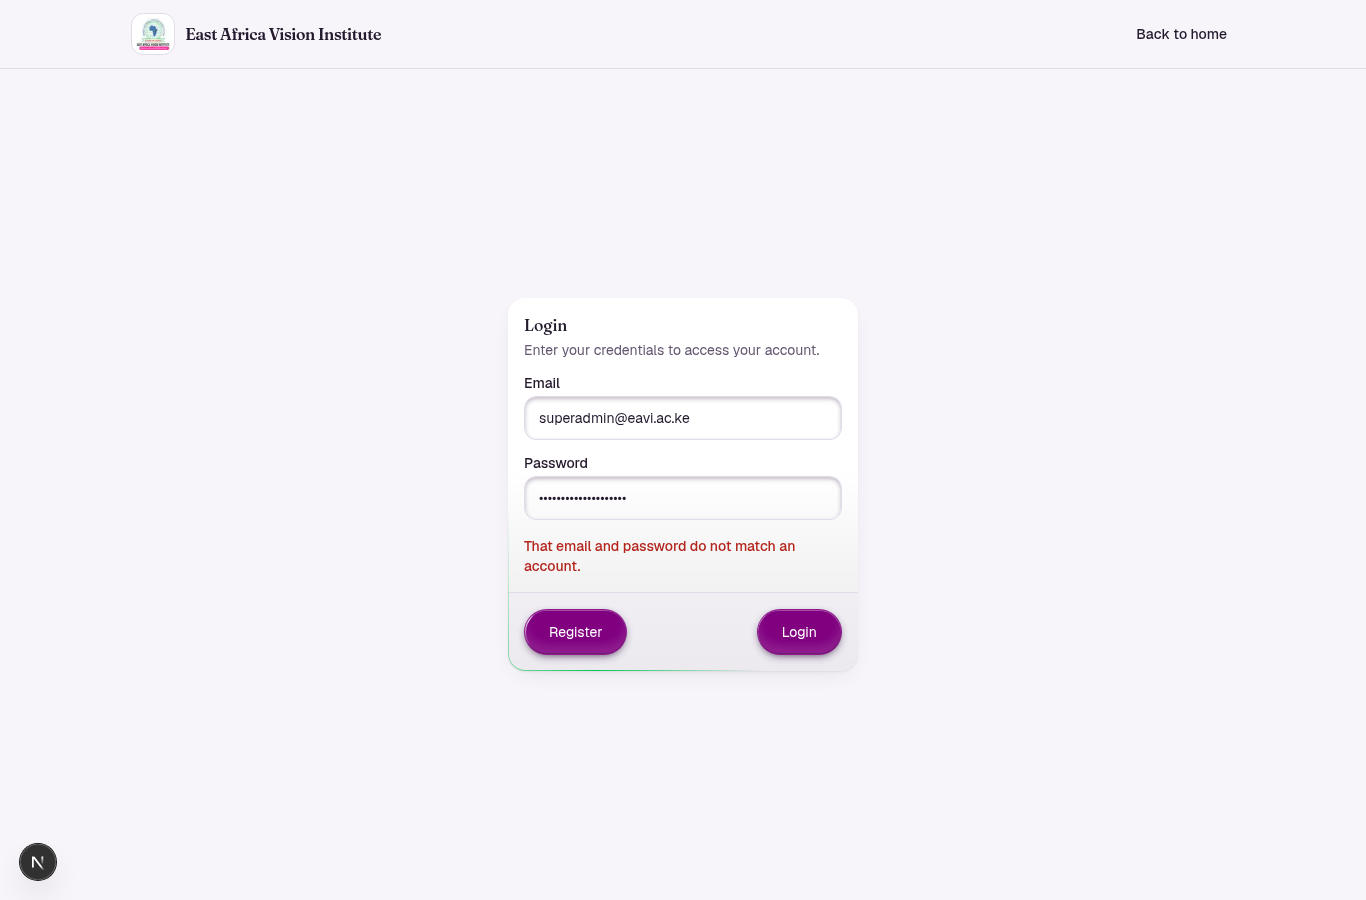 East Africa Vision Institute
Back to home
Login
Enter your credentials to access your account.
Email
superadmin@eavi.ac.ke
Password
••••••••••••••••••••
That email and password do not match an
account.
Register
Login
N